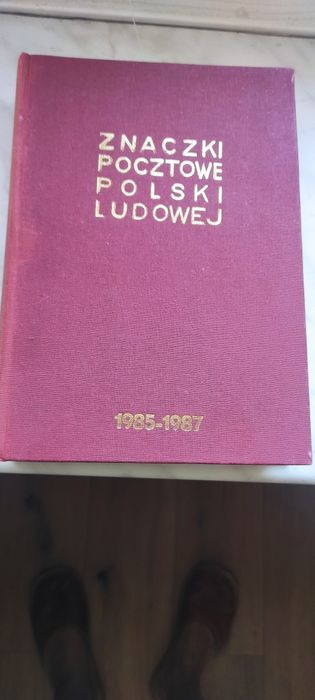 ZNACZKI
POCZTOWE
POLSKI
LUDOWEJ
1985-1987